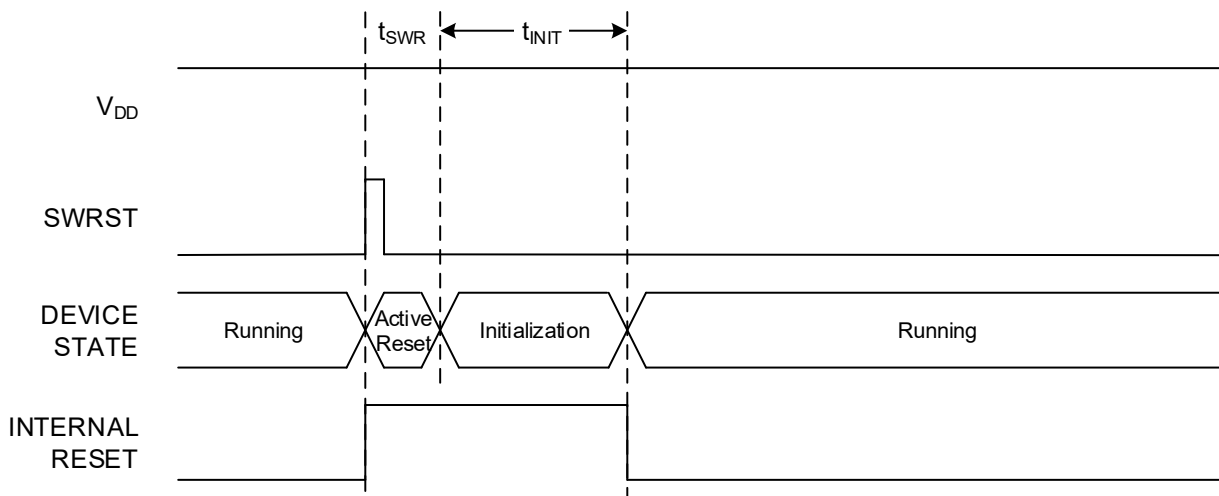 tSWR
tINIT
VDD
SWRST
DEVICE
STATE
Running
Active
Reset
Initialization
Running
INTERNAL
RESET